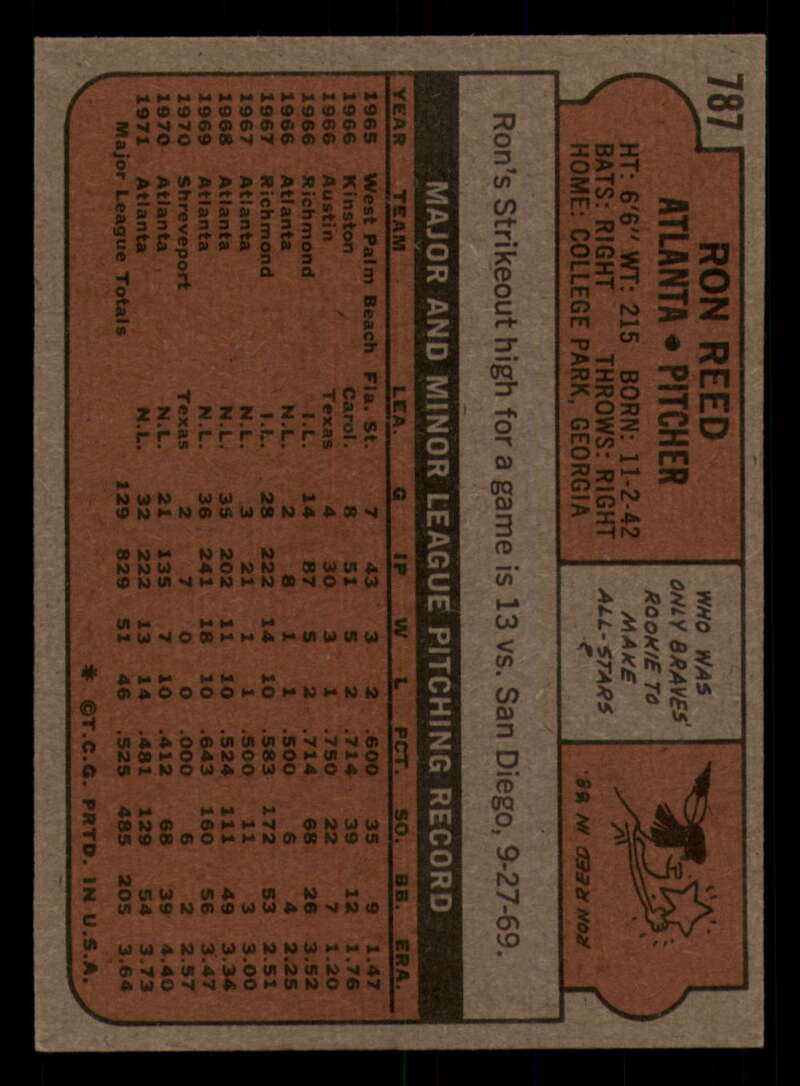 787
RON REED
ATLANTA • PITCHER
HT: 6'6" WT: 215 BORN: 11-2-42
BATS: RIGHT THROWS: RIGHT
HOME: COLLEGE PARK, GEORGIA
WHO WAS
ONLY BRAVES'
ROOKIE TO
MAKE
ALL-STARS
?
RON REED IN '68.
Ron's Strikeout high for a game is 13 vs. San Diego, 9-27-69.
MAJOR AND MINOR LEAGUE PITCHING RECORD
YEAR TEAM LEA. G IP W L PCT. SO. BB. ERA.
1965 West Palm Beach Fla. St. 7 43 3 2 .600 35 9 1.47
1966 Kinston Carol. 8 51 5 2 .714 39 12 1.76
1966 Austin Texas 4 30 3 1 .750 22 7 1.20
1966 Richmond I.L. 14 87 5 2 .714 68 26 3.52
1966 Atlanta N.L. 2 8 1 1 .500 6 4 2.25
1967 Richmond I.L. 28 222 14 10 .583 172 53 2.51
1967 Atlanta N.L. 3 21 1 1 .500 11 3 3.00
1968 Atlanta N.L. 35 202 11 10 .524 111 49 3.34
1969 Atlanta N.L. 36 241 18 10 .643 160 56 3.47
1970 Shreveport Texas 2 7 0 0 .000 6 2 2.57
1970 Atlanta N.L. 21 135 7 10 .412 68 39 4.40
1971 Atlanta N.L. 32 222 13 14 .481 129 54 3.73
Major League Totals 129 829 51 46 .525 485 205 3.64
* ©T.C.G. PRTD. IN U.S.A.